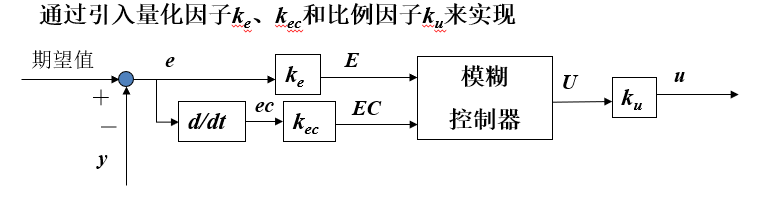 通过引入量化因子ke、kec和比例因子ku来实现
期望值
e
ke
E
模糊
控制器
U
ku
u
+
−
d/dt
ec
kec
EC
y